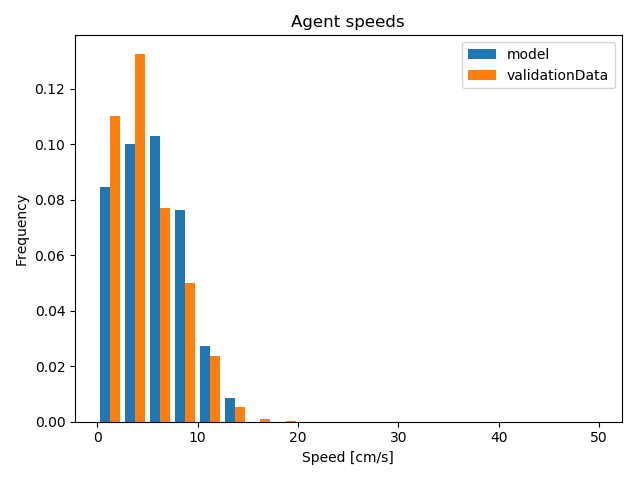 Agent speeds
model
validationData
Frequency
0.12
0.10
0.08
0.06
0.04
0.02
0.00
0 10 20 30 40 50
Speed [cm/s]